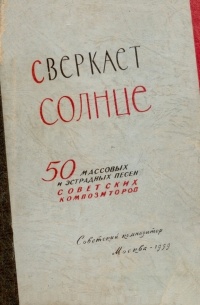 СВЕРКАЕТ
СОЛНЦЕ
50 МАССОВЫХ
И ЭСТРАДНЫХ ПЕСЕН
СОВЕТСКИХ
КОМПОЗИТОРОВ
Советский композитор
Москва-1959